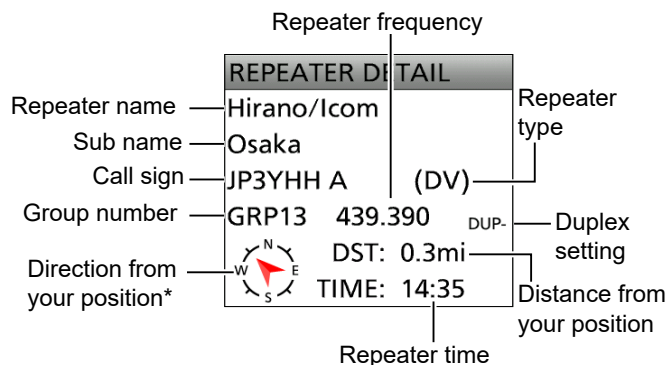 Repeater frequency
REPEATER DETAIL
Repeater name
Hirano/Icom
Repeater
type
Sub name
Osaka
Call sign
JP3YHH A (DV)
Group number
GRP13 439.390 DUP-
Duplex
setting
Direction from
your position*
N
W E
S
DST: 0.3mi
TIME: 14:35
Distance from
your position
Repeater time